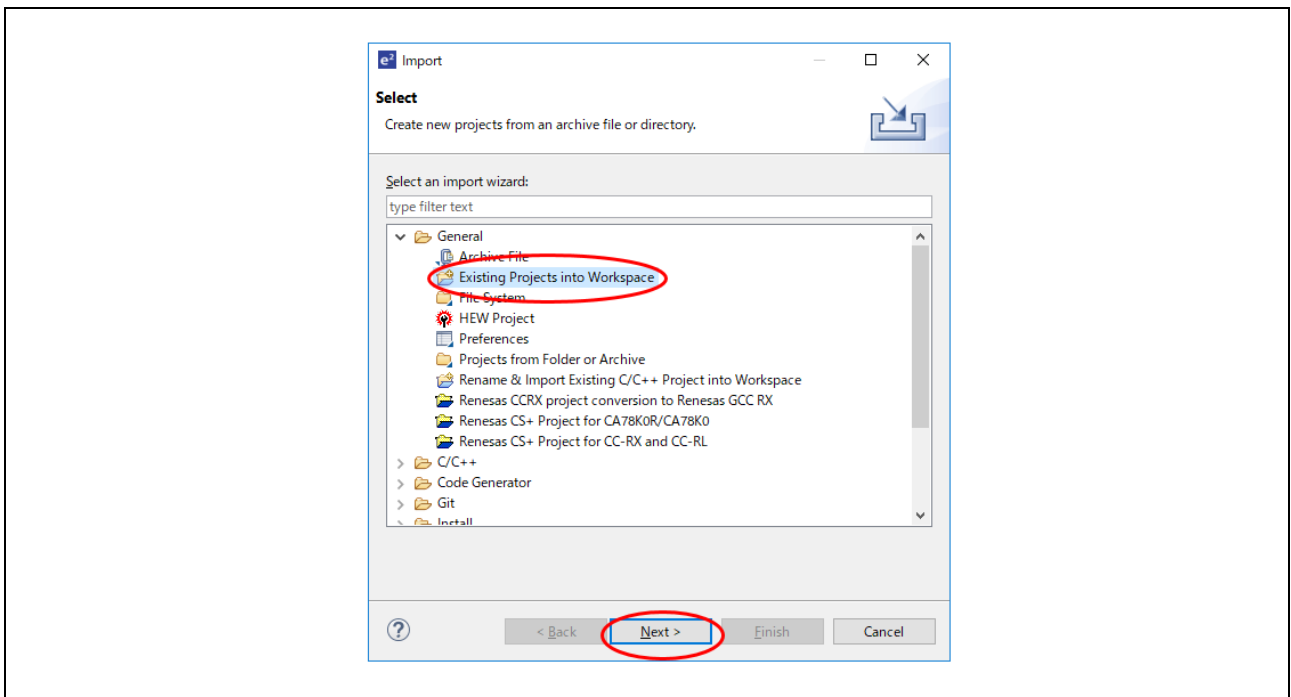 e² Import
Select
Create new projects from an archive file or directory.
Select an import wizard:
type filter text
General
Archive File
Existing Projects into Workspace
File System
HEW Project
Preferences
Projects from Folder or Archive
Rename & Import Existing C/C++ Project into Workspace
Renesas CCRX project conversion to Renesas GCC RX
Renesas CS+ Project for CA78K0R/CA78K0
Renesas CS+ Project for CC-RX and CC-RL
C/C++
Code Generator
Git
Install
? < Back Next > Finish Cancel